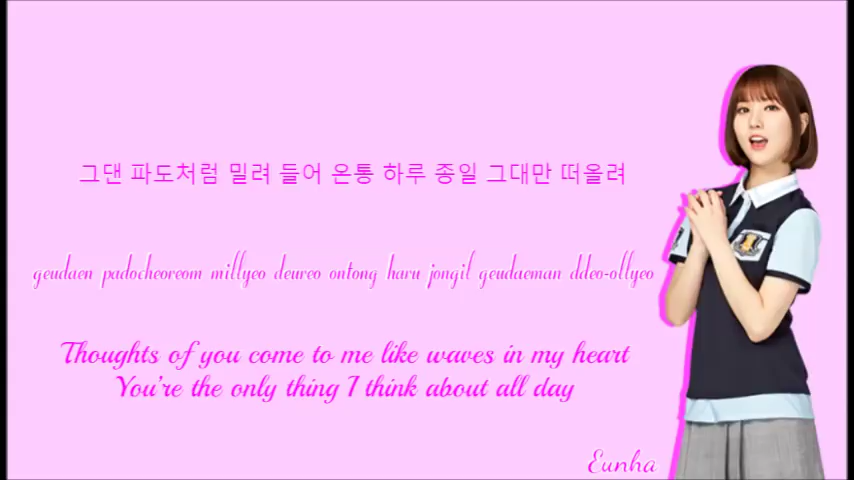 그댄 파도처럼 밀려 들어 온통 하루 종일 그대만 떠올려
geudaen padocheoreom millyeo deureo ontong haru jongil geudaeman ddeo-ollyeo
Thoughts of you come to me like waves in my heart
You're the only thing I think about all day
Eunha